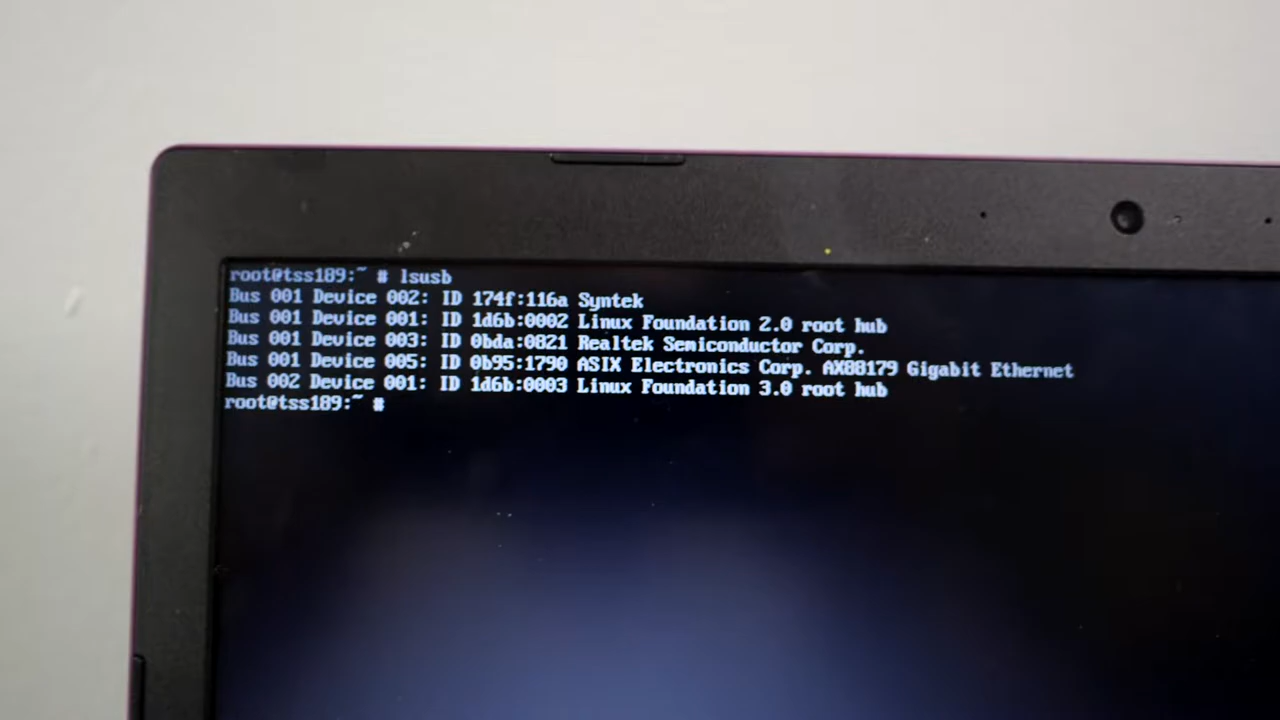 root@tss189:~ # lsusb
Bus 001 Device 002: ID 174f:116a Syntek
Bus 001 Device 001: ID 1d6b:0002 Linux Foundation 2.0 root hub
Bus 001 Device 003: ID 0bda:0821 Realtek Semiconductor Corp.
Bus 001 Device 005: ID 0b95:1790 ASIX Electronics Corp. AX88179 Gigabit Ethernet
Bus 002 Device 001: ID 1d6b:0003 Linux Foundation 3.0 root hub
root@tss189:~ #